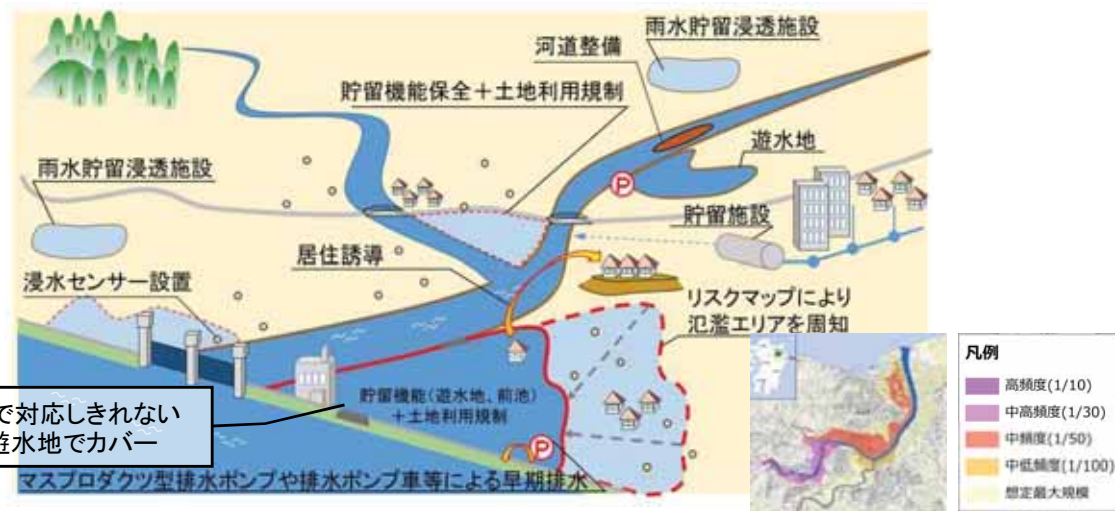 雨水貯留浸透施設
河道整備
貯留機能保全＋土地利用規制
遊水地
雨水貯留浸透施設
P
貯留施設
居住誘導
浸水センサー設置
リスクマップにより
氾濫エリアを周知
貯留機能（遊水地、前池）
＋土地利用規制
で対応しきれない
遊水地でカバー
P
マスプロダクツ型排水ポンプや排水ポンプ車等による早期排水
凡例
高頻度(1/10)
中高頻度(1/30)
中頻度(1/50)
中低頻度(1/100)
想定最大規模